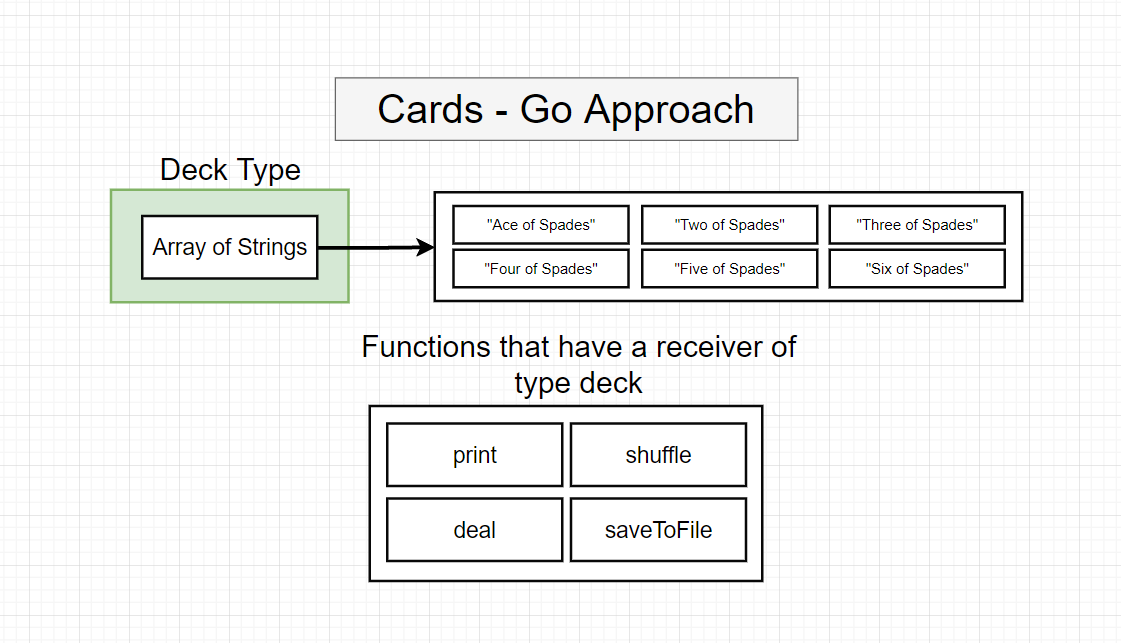 Cards - Go Approach
Deck Type
Array of Strings
"Ace of Spades"
"Two of Spades"
"Three of Spades"
"Four of Spades"
"Five of Spades"
"Six of Spades"
Functions that have a receiver of
type deck
print
shuffle
deal
saveToFile